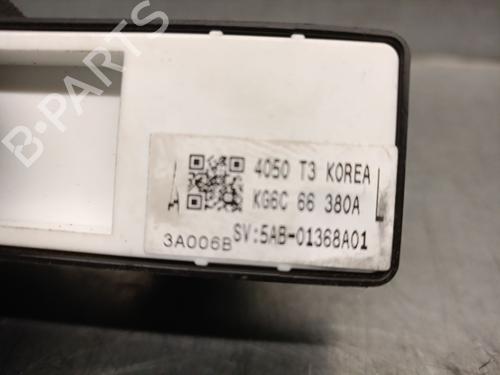 B-PARTS
4050 T3 KOREA
A KG6C 66 380A
3A006B SV:5AB-01368A01